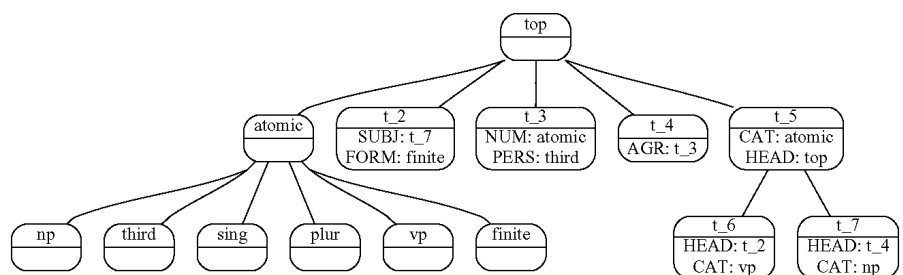 top
atomic
t_2
SUBJ: t_7
FORM: finite
t_3
NUM: atomic
PERS: third
t_4
AGR: t_3
t_5
CAT: atomic
HEAD: top
np
third
sing
plur
vp
finite
t_6
HEAD: t_2
CAT: vp
t_7
HEAD: t_4
CAT: np